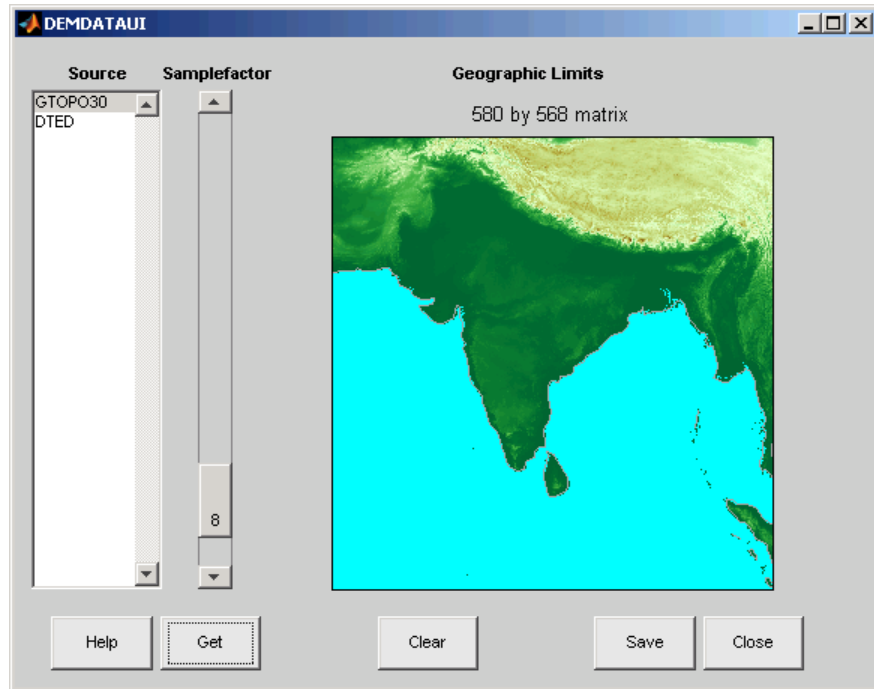 DEMDATAUI
Source
Samplefactor
Geographic Limits
GTOPO30
DTED
580 by 568 matrix
8
Help
Get
Clear
Save
Close